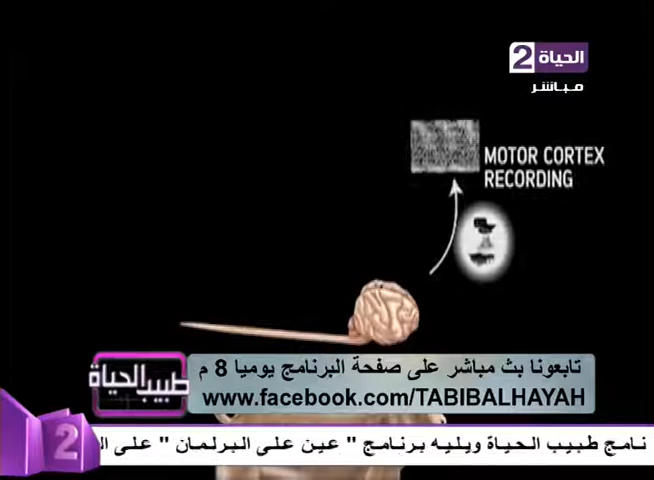 الحياة 2
مباشر
MOTOR CORTEX
RECORDING
تابعونا بث مباشر على صفحة البرنامج يوميا 8 م
www.facebook.com/TABIBALHAYAH
طبيب الحياة
2
نامج طبيب الحياة ويليه برنامج " عين على البرلمان " على ال